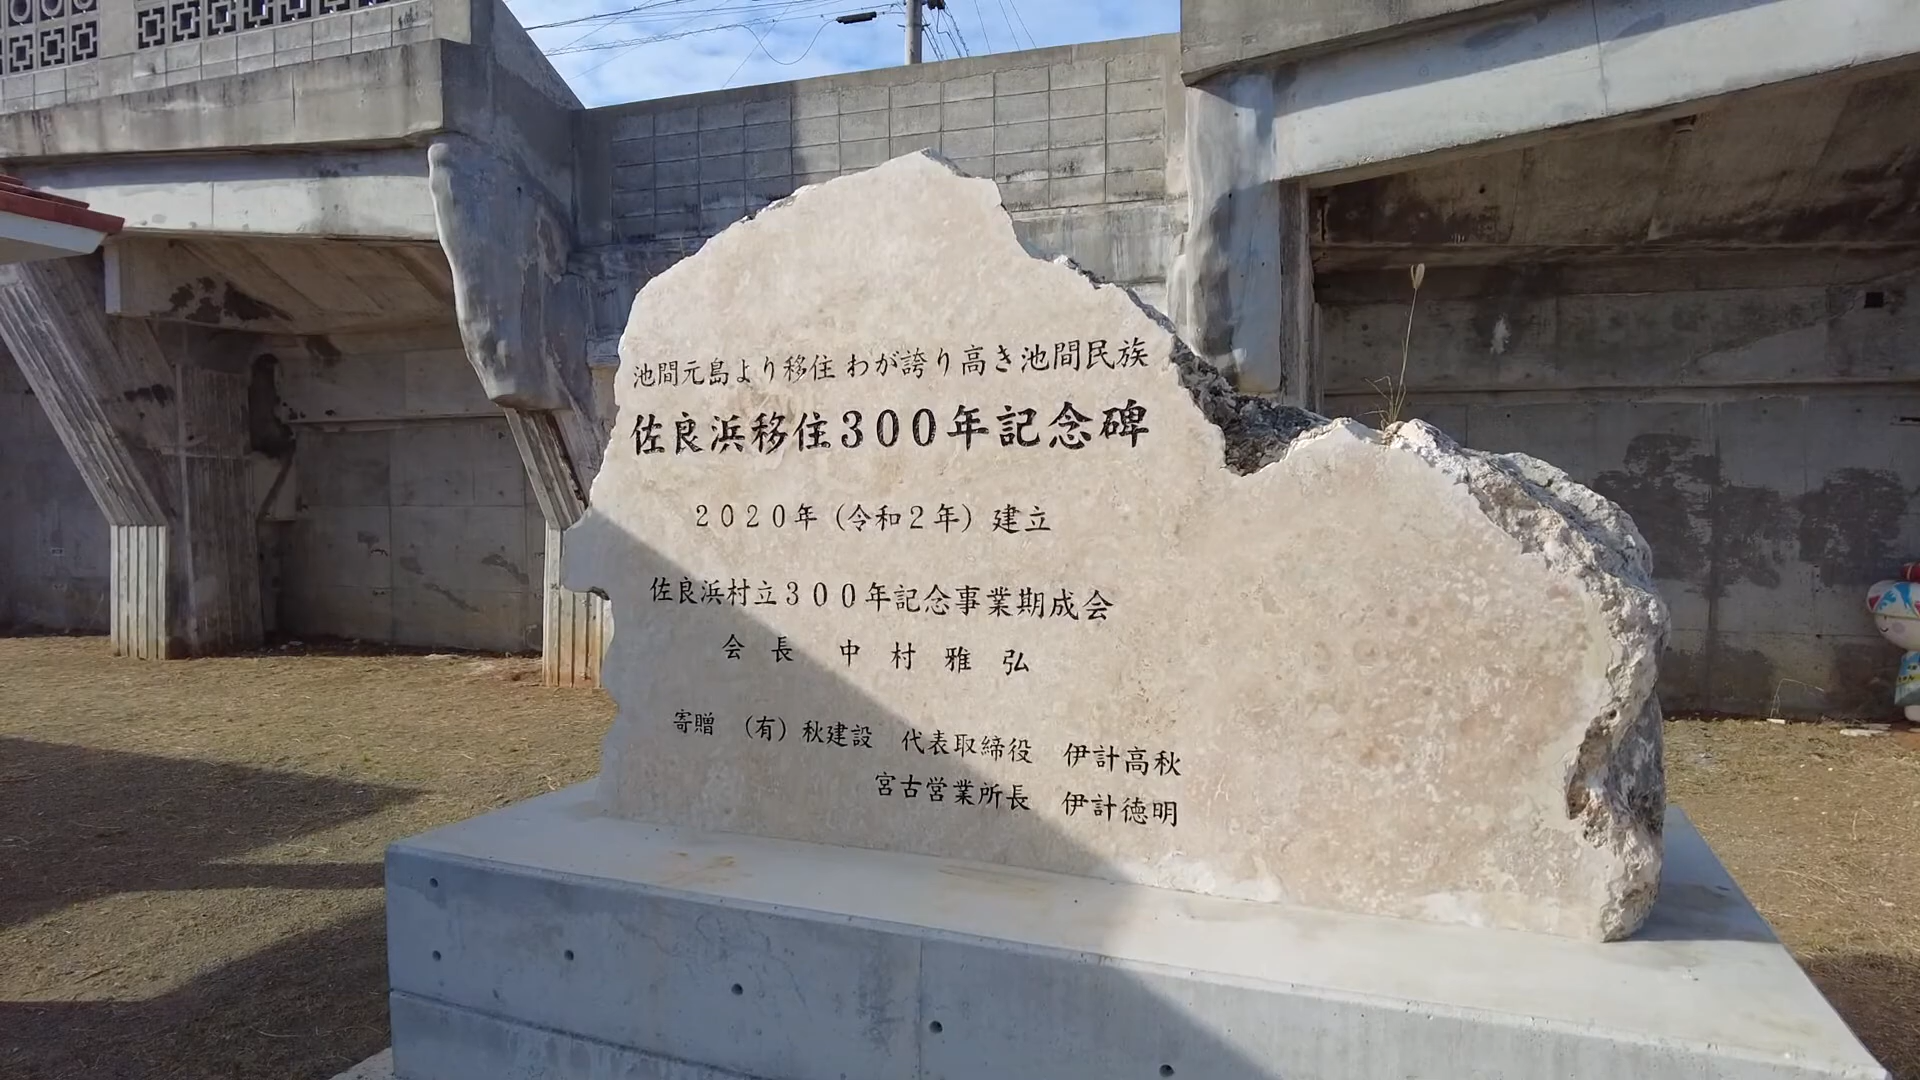 池間元島より移住 わが誇り高き池間民族
佐良浜移住300年記念碑
2020年(令和2年)建立
佐良浜村立300年記念事業期成会
会長 中村雅弘
寄贈 (有)秋建設 代表取締役 伊計高秋
宮古営業所長 伊計徳明